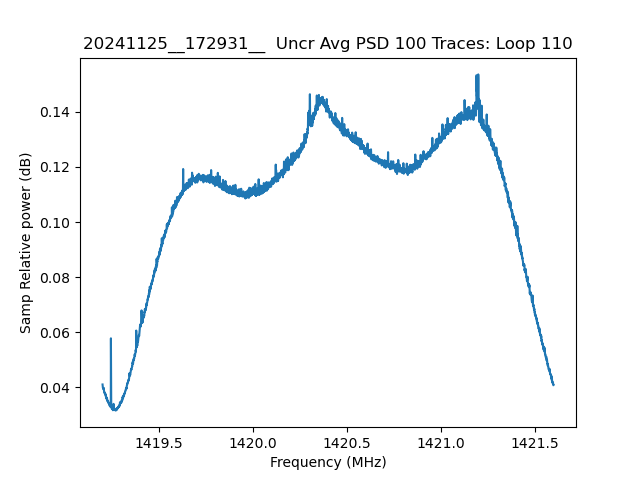 20241125__172931__  Uncr Avg PSD 100 Traces: Loop 110
Samp Relative power (dB)
0.14
0.12
0.10
0.08
0.06
0.04
1419.5 1420.0 1420.5 1421.0 1421.5
Frequency (MHz)